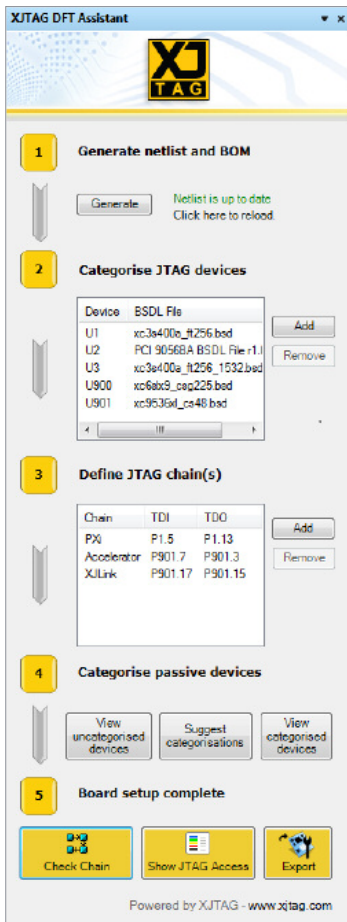 XJTAG DFT Assistant
XJ
TAG
1 Generate netlist and BOM
Generate
Netlist is up to date
Click here to reload.
2 Categorise JTAG devices
Device BSDL File
U1 xc3s400a_ft256.bsd
U2 PCI 9056BA BSDL File r1.
U3 xc3s400a_ft256_1532.bsd
U900 xc6slx9_csg225.bsd
U901 xc9536xl_cs48.bsd
Add
Remove
3 Define JTAG chain(s)
Chain TDI TDO
PXI P1.5 P1.13
Accelerator P901.7 P901.3
XJLink P901.17 P901.15
Add
Remove
4 Categorise passive devices
View
uncategorised
devices
Suggest
categorisations
View
categorised
devices
5 Board setup complete
Check Chain
Show JTAG Access
Export
Powered by XJTAG - www.xjtag.com